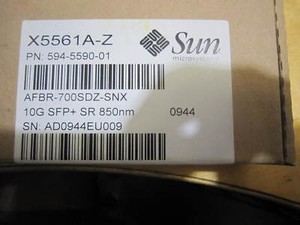 X5561A-Z
Sun
microsystems
PN: 594-5590-01
AFBR-700SDZ-SNX
10G SFP+ SR 850nm 0944
SN: AD0944EU009